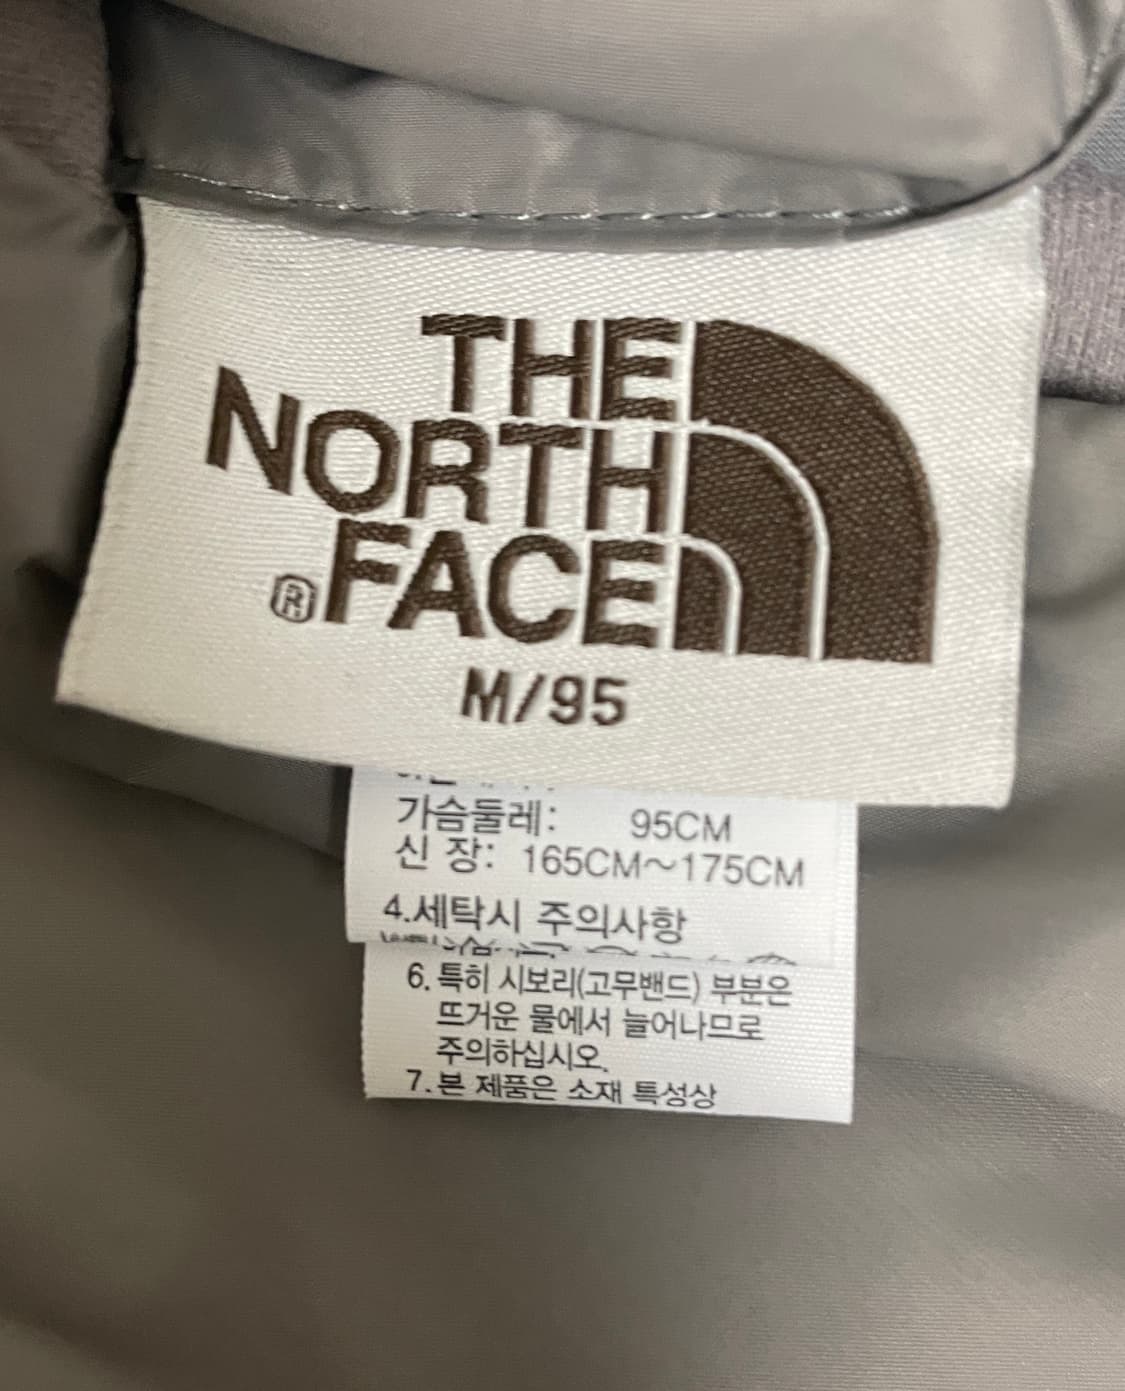 THE
NORTH
FACE
®
M/95
가슴둘레: 95CM
신 장: 165CM~175CM
4.세탁시 주의사항
6. 특히 시보리(고무밴드) 부분은
뜨거운 물에서 늘어나므로
주의하십시오.
7. 본 제품은 소재 특성상